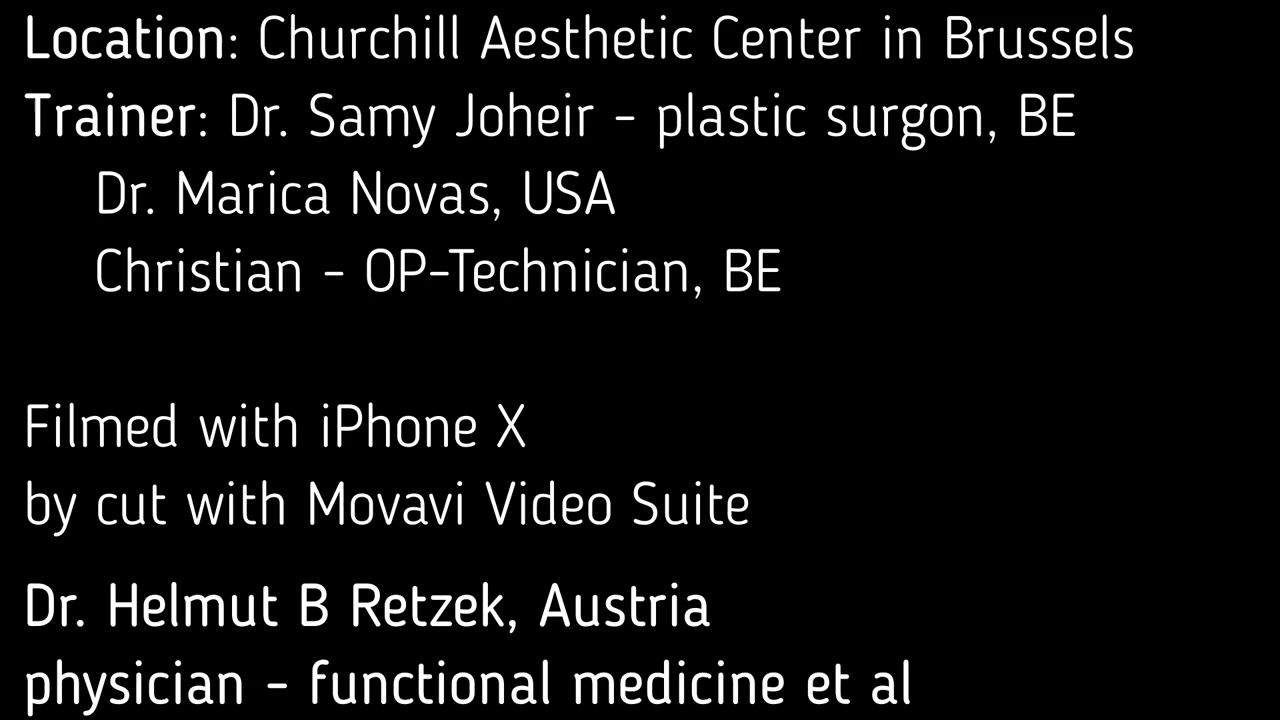 Location: Churchill Aesthetic Center in Brussels
Trainer: Dr. Samy Joheir - plastic surgon, BE
Dr. Marica Novas, USA
Christian - OP-Technician, BE
Filmed with iPhone X
by cut with Movavi Video Suite
Dr. Helmut B Retzek, Austria
physician - functional medicine et al